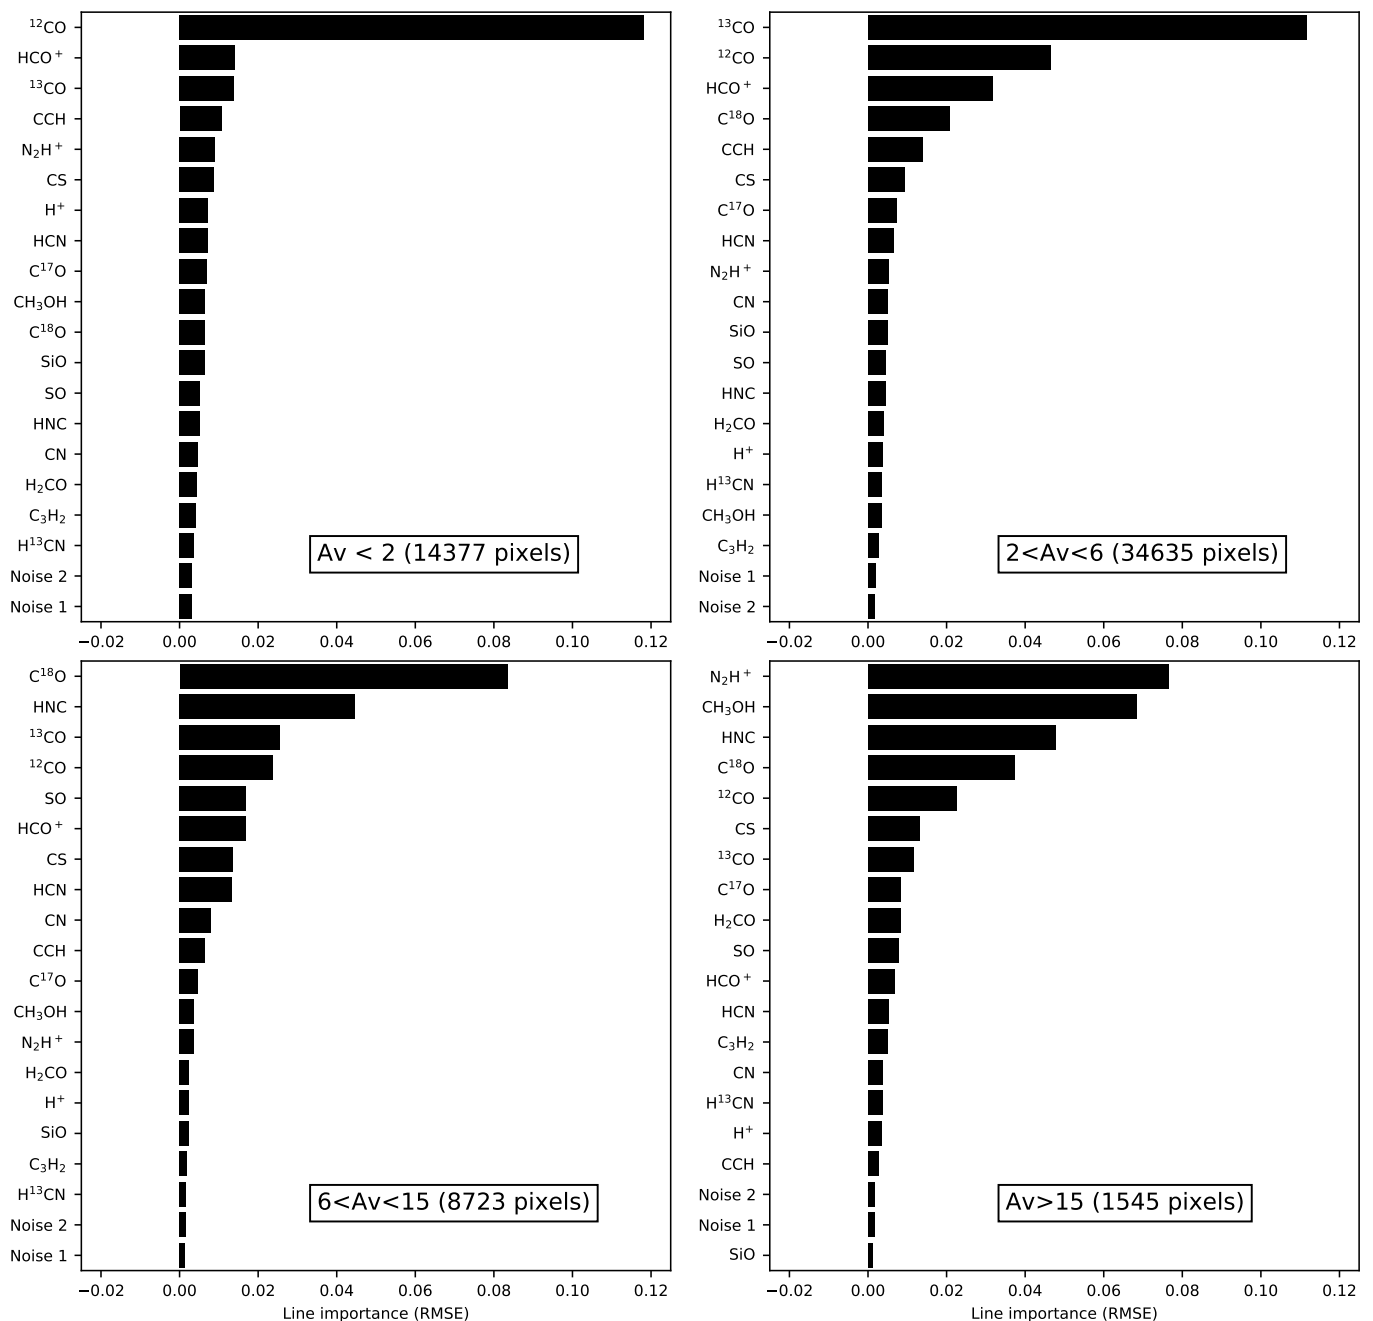 ¹²CO
HCO⁺
¹³CO
CCH
N₂H⁺
CS
H⁺
HCN
C¹⁷O
CH₃OH
C¹⁸O
SiO
SO
HNC
CN
H₂CO
C₃H₂
H¹³CN
Noise 2
Noise 1
Av < 2 (14377 pixels)
−0.02 0.00 0.02 0.04 0.06 0.08 0.10 0.12
¹³CO
¹²CO
HCO⁺
C¹⁸O
CCH
CS
C¹⁷O
HCN
N₂H⁺
CN
SiO
SO
HNC
H₂CO
H⁺
H¹³CN
CH₃OH
C₃H₂
Noise 1
Noise 2
2<Av<6 (34635 pixels)
−0.02 0.00 0.02 0.04 0.06 0.08 0.10 0.12
C¹⁸O
HNC
¹³CO
¹²CO
SO
HCO⁺
CS
HCN
CN
CCH
C¹⁷O
CH₃OH
N₂H⁺
H₂CO
H⁺
SiO
C₃H₂
H¹³CN
Noise 2
Noise 1
6<Av<15 (8723 pixels)
−0.02 0.00 0.02 0.04 0.06 0.08 0.10 0.12
Line importance (RMSE)
N₂H⁺
CH₃OH
HNC
C¹⁸O
¹²CO
CS
¹³CO
C¹⁷O
H₂CO
SO
HCO⁺
HCN
C₃H₂
CN
H¹³CN
H⁺
CCH
Noise 2
Noise 1
SiO
Av>15 (1545 pixels)
−0.02 0.00 0.02 0.04 0.06 0.08 0.10 0.12
Line importance (RMSE)